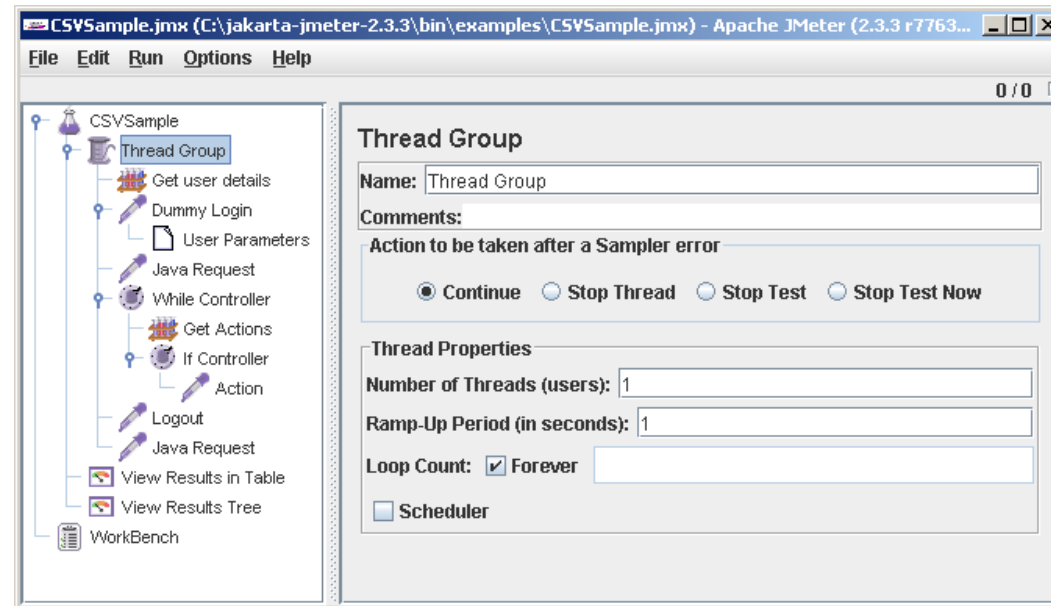 CSVSample.jmx (C:\jakarta-jmeter-2.3.3\bin\examples\CSVSample.jmx) - Apache JMeter (2.3.3 r7763...
File Edit Run Options Help
0 / 0
CSVSample
Thread Group
Get user details
Dummy Login
User Parameters
Java Request
While Controller
Get Actions
If Controller
Action
Logout
Java Request
View Results in Table
View Results Tree
WorkBench
Thread Group
Name: Thread Group
Comments:
Action to be taken after a Sampler error
Continue Stop Thread Stop Test Stop Test Now
Thread Properties
Number of Threads (users): 1
Ramp-Up Period (in seconds): 1
Loop Count: Forever
Scheduler